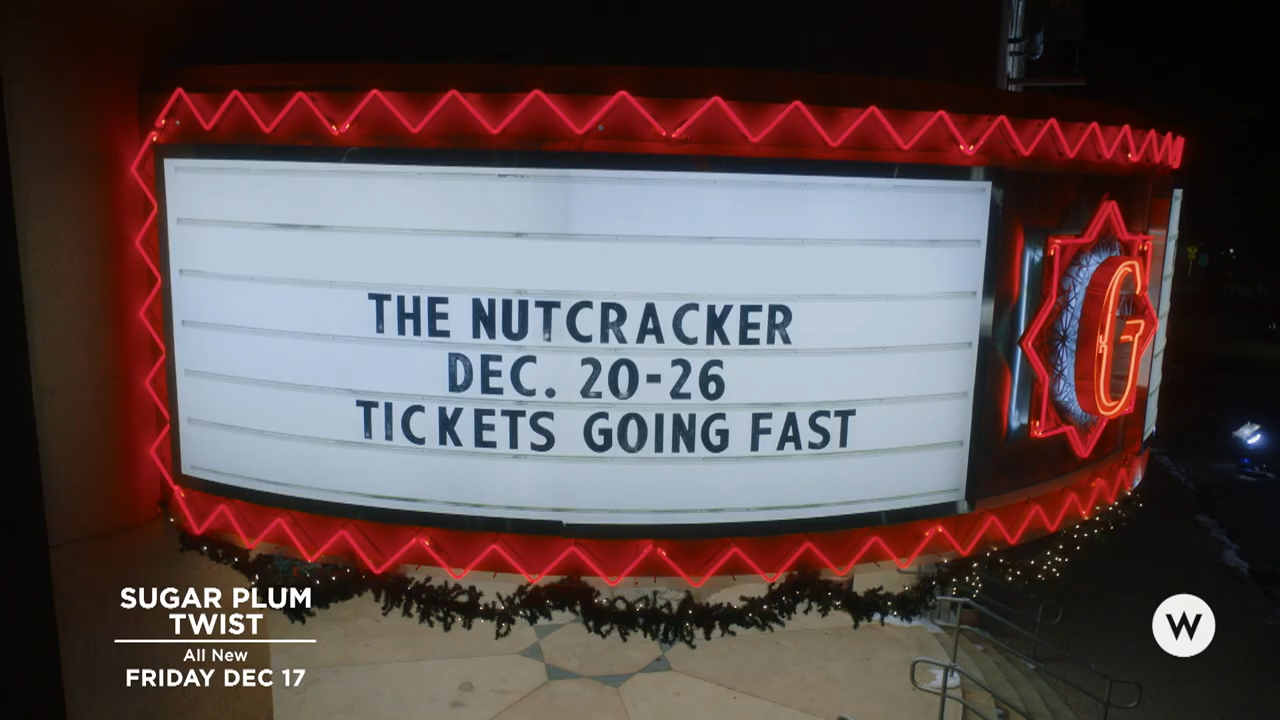 THE NUTCRACKER
DEC. 20-26
TICKETS GOING FAST
G
SUGAR PLUM
TWIST
All New
FRIDAY DEC 17
W